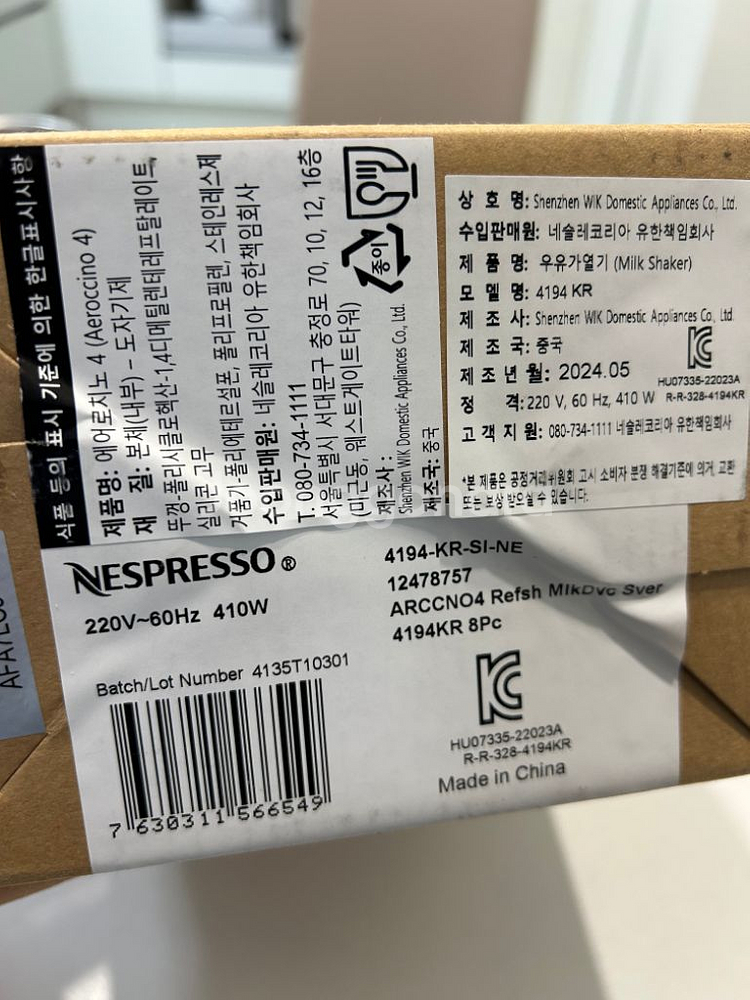 식품 등의 표시 기준에 의한 한글표시사항
제품명: 에어로치노 4 (Aeroccino 4)
재 질: 본체(내부) – 도자기제
뚜껑-폴리시클로헥산-1,4디메틸렌테레프탈레이트,
실리콘 고무
거품기-폴리에테르설폰, 폴리프로필렌, 스테인레스제
수입판매원: 네슬레코리아 유한책임회사
T. 080-734-1111
서울특별시 서대문구 충정로 70, 10, 12, 16층
(미근동, 웨스트게이트타워)
제조사:
Shenzhen WIK Domestic Appliances Co., Ltd.
제조국: 중국
종이
상 호 명: Shenzhen WIK Domestic Appliances Co., Ltd.
수입판매원: 네슬레코리아 유한책임회사
제 품 명: 우유가열기 (Milk Shaker)
모 델 명: 4194 KR
제 조 사: Shenzhen WIK Domestic Appliances Co., Ltd.
제 조 국: 중국
제 조 년 월: 2024.05
정 격: 220 V, 60 Hz, 410 W
HU07335-22023A
R-R-328-4194KR
고 객 지 원: 080-734-1111 네슬레코리아 유한책임회사
*본 제품은 공정거래위원회 고시 소비자 분쟁 해결기준에 의거 교환
또는 보상 받으실 수 있습니다.
NESPRESSO®
220V~60Hz 410W
4194-KR-SI-NE
12478757
ARCCNO4 Refsh MlkDvc Sver
4194KR 8Pc
Batch/Lot Number 4135T10301
7 630311 566549
HU07335-22023A
R-R-328-4194KR
Made in China